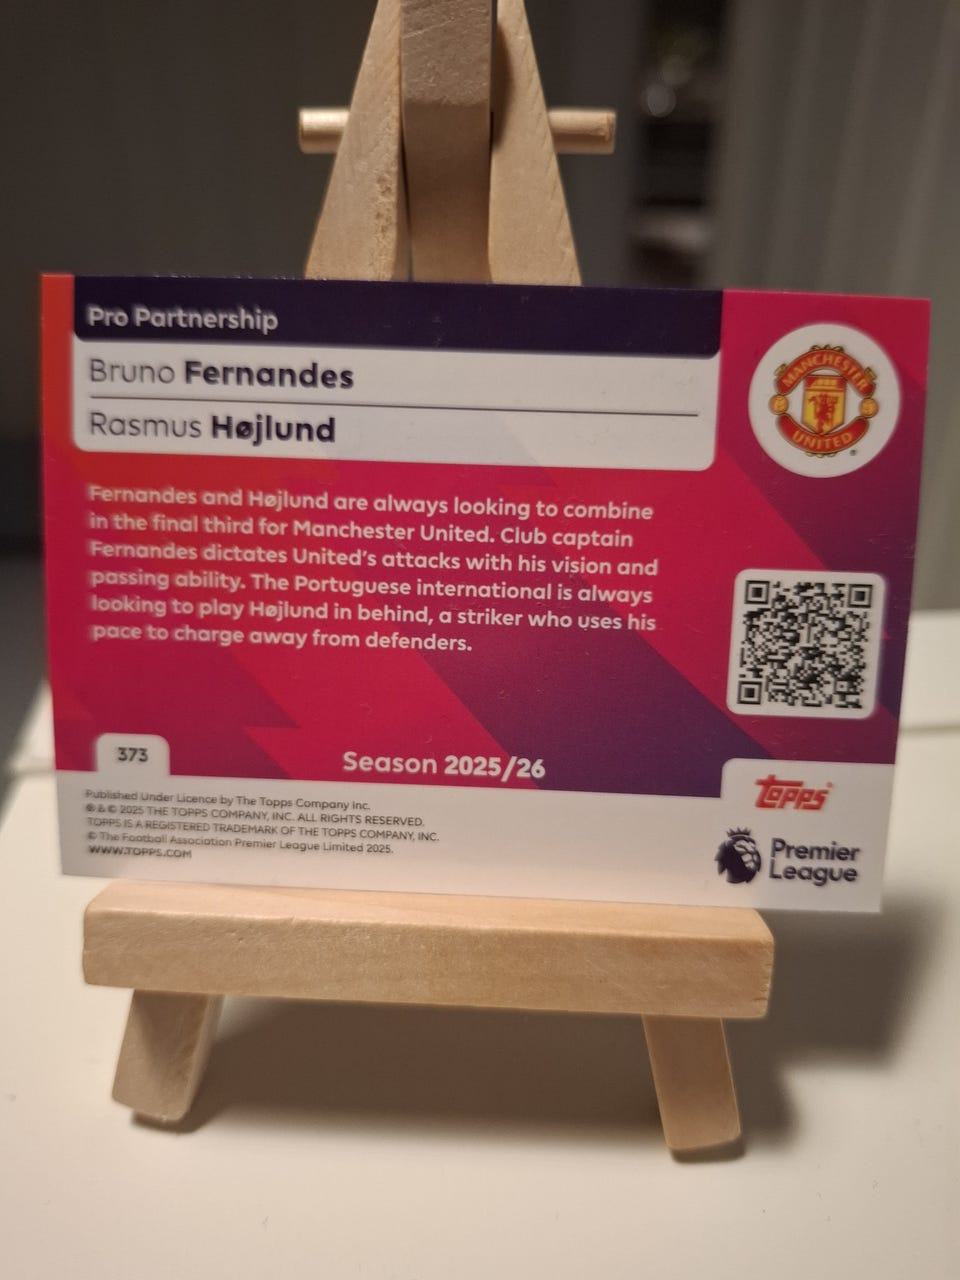 Pro Partnership
Bruno Fernandes
Rasmus Højlund
MANCHESTER
UNITED
Fernandes and Højlund are always looking to combine
in the final third for Manchester United. Club captain
Fernandes dictates United's attacks with his vision and
passing ability. The Portuguese international is always
looking to play Højlund in behind, a striker who uses his
pace to charge away from defenders.
373
Season 2025/26
topps
Published Under Licence by The Topps Company Inc.
® & © 2025 THE TOPPS COMPANY, INC. ALL RIGHTS RESERVED.
TOPPS IS A REGISTERED TRADEMARK OF THE TOPPS COMPANY, INC.
© The Football Association Premier League Limited 2025.
WWW.TOPPS.COM
Premier
League